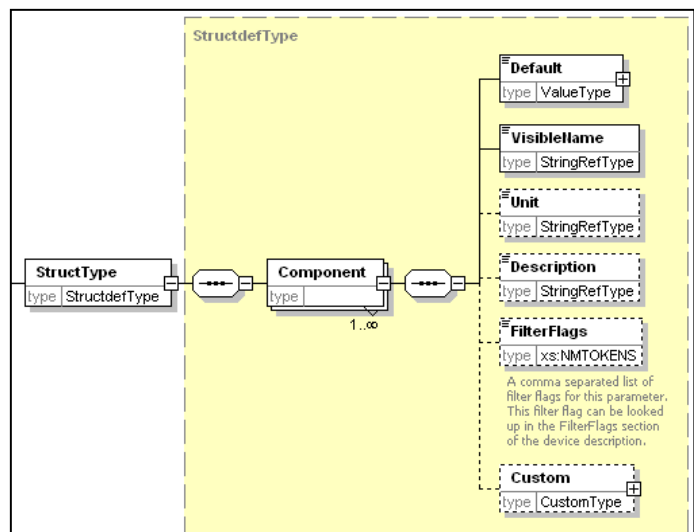 StructdefType
Default
type ValueType
VisibleName
type StringRefType
Unit
type StringRefType
StructType
type StructdefType
Component
type
1..∞
Description
type StringRefType
FilterFlags
type xs:NMTOKENS
A comma separated list of
filter flags for this parameter.
This filter flag can be looked
up in the FilterFlags section
of the device description.
Custom
type CustomType